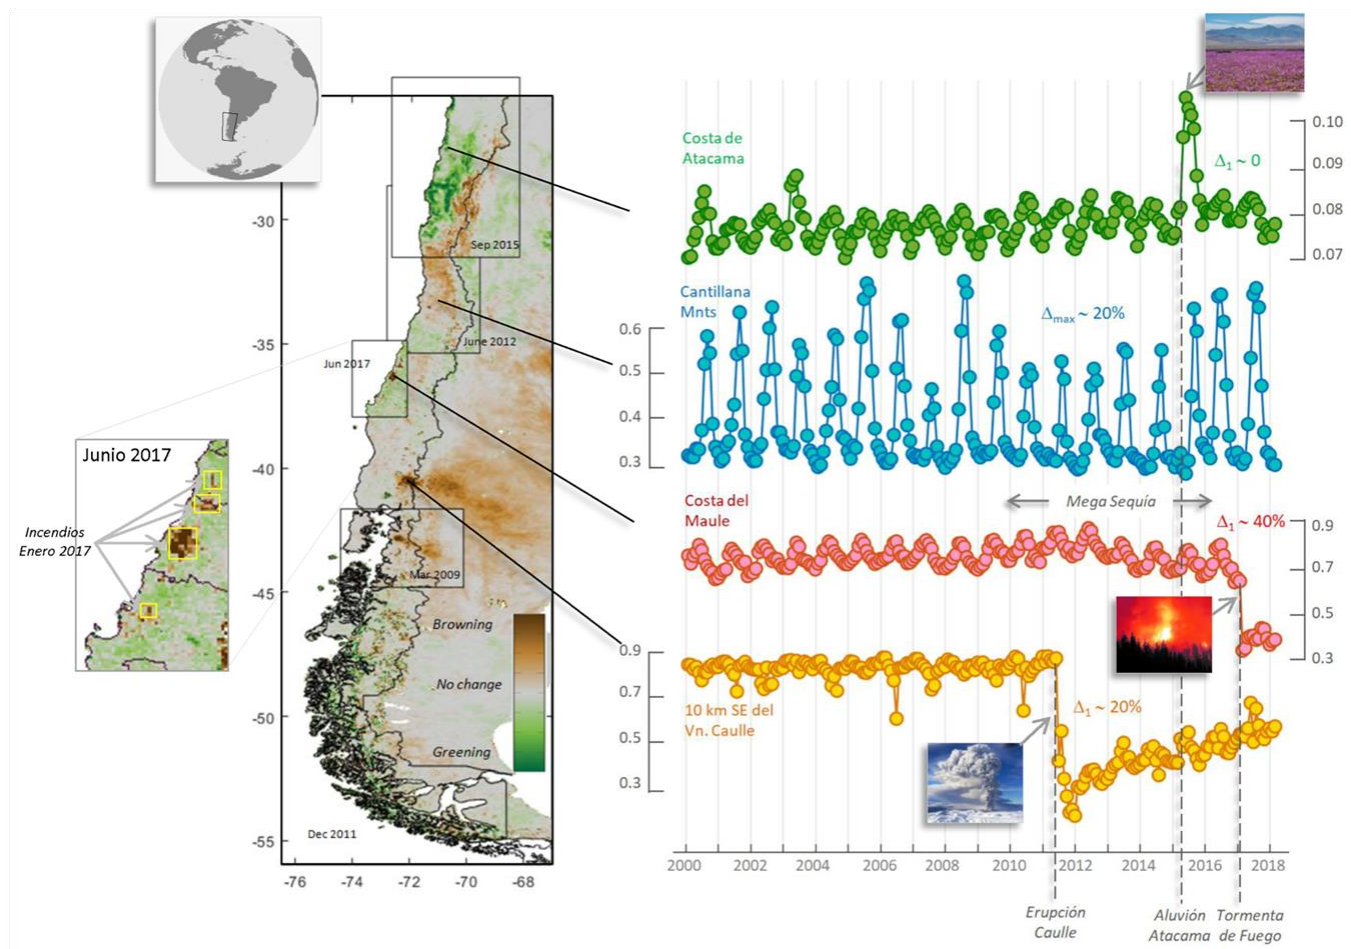 -30
-35
-40
-45
-50
-55
-76
-74
-72
-70
-68
Sep 2015
June 2012
Jun 2017
Mar 2009
Dec 2011
Browning
No change
Greening
Junio 2017
Incendios
Enero 2017
Costa de
Atacama
Δ1 ~ 0
0.10
0.09
0.08
0.07
Cantillana
Mnts
Δmax ~ 20%
0.6
0.5
0.4
0.3
Costa del
Maule
Mega Sequía
Δ1 ~ 40%
0.9
0.7
0.5
0.3
0.9
0.7
0.5
0.3
10 km SE del
Vn. Caulle
Δ1 ~ 20%
2000 2002 2004 2006 2008 2010 2012 2014 2016 2018
Erupción
Caulle
Aluvión
Atacama
Tormenta
de Fuego